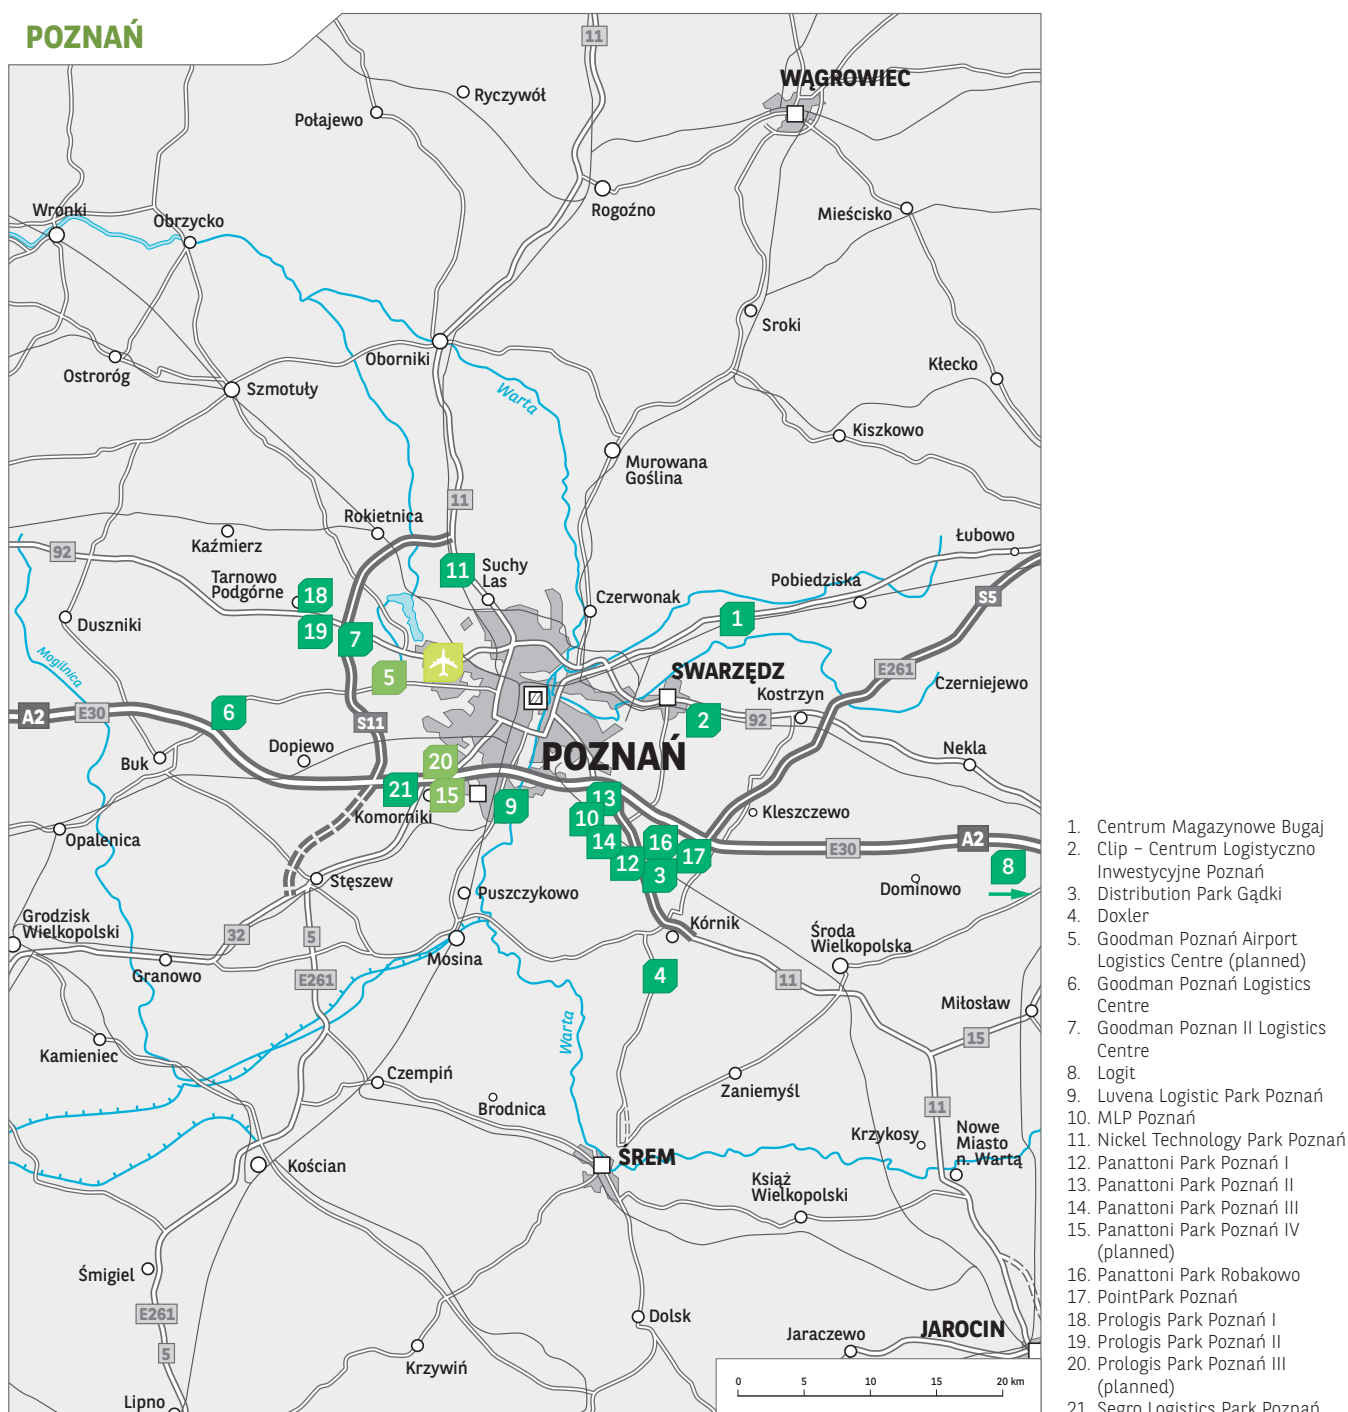 POZNAŃ
11
WĄGROWIEC
Ryczywół
Połajewo
Rogoźno
Mieścisko
Wronki
Obrzycko
Sroki
Oborniki
Kłecko
Ostroróg
Szmotuły
Warta
Kiszkowo
Murowana
Goślina
11
Rokietnica
Łubowo
Kaźmierz
92
Suchy
Las
11
Tarnowo
Podgórne
18
Pobiedziska
S5
Czerwonak
1
Duszniki
19
7
Mogilnica
5
SWARZĘDZ
E261
Czerniejewo
Kostrzyn
A2
E30
6
S11
2
92
Dopiewo
Buk
POZNAŃ
Nekla
20
21
15
Komorniki
9
13
10
Kleszczewo
Opalenica
14
16
17
E30
A2
12
3
8
Stęszew
Puszczykowo
Dominowo
Grodzisk
Wielkopolski
32
5
Kórnik
Środa
Wielkopolska
Mosina
Granowo
E261
4
11
Miłosław
Warta
15
Kamieniec
Czempiń
Zaniemyśl
Brodnica
11
Krzykosy
Nowe
Miasto
n. Wartą
ŚREM
Kościan
Książ
Wielkopolski
Śmigiel
E261
Dolsk
5
Jaraczewo
JAROCIN
Krzywiń
Lipno
0 5 10 15 20 km
1. Centrum Magazynowe Bugaj
2. Clip – Centrum Logistyczno
Inwestycyjne Poznań
3. Distribution Park Gądki
4. Doxler
5. Goodman Poznań Airport
Logistics Centre (planned)
6. Goodman Poznań Logistics
Centre
7. Goodman Poznan II Logistics
Centre
8. Logit
9. Luvena Logistic Park Poznań
10. MLP Poznań
11. Nickel Technology Park Poznań
12. Panattoni Park Poznań I
13. Panattoni Park Poznań II
14. Panattoni Park Poznań III
15. Panattoni Park Poznań IV
(planned)
16. Panattoni Park Robakowo
17. PointPark Poznań
18. Prologis Park Poznań I
19. Prologis Park Poznań II
20. Prologis Park Poznań III
(planned)
21. Segro Logistics Park Poznań